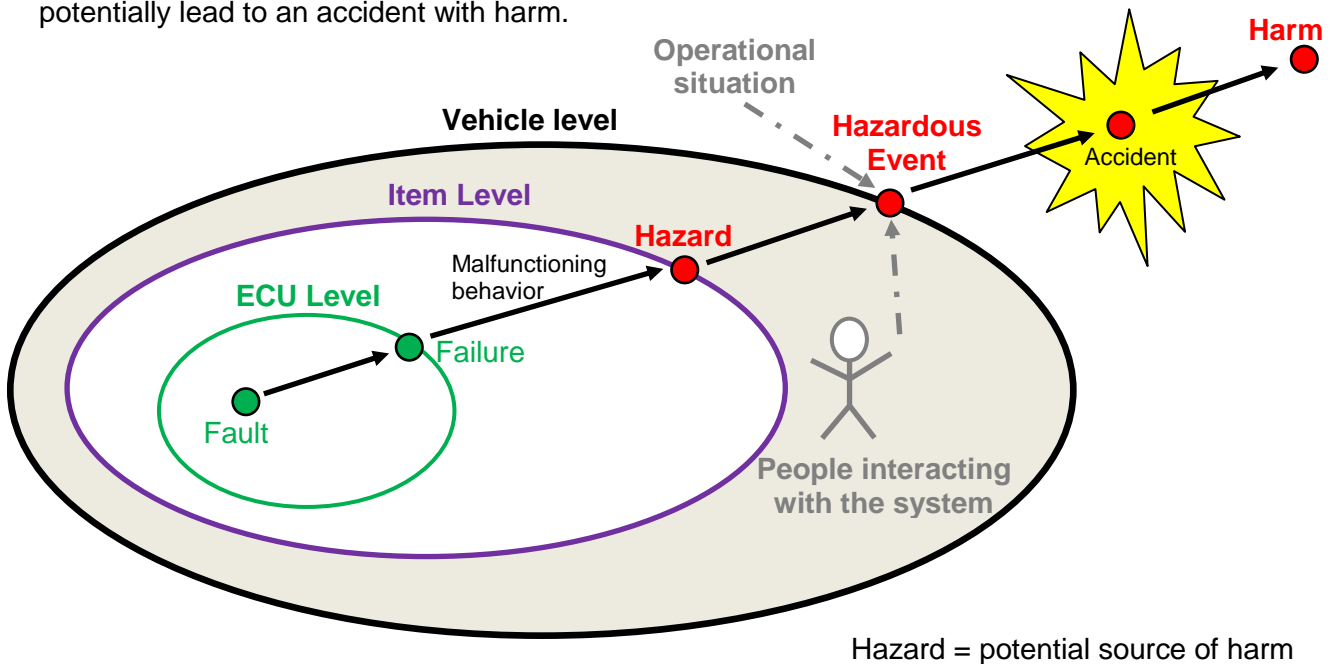 potentially lead to an accident with harm.
Harm
Operational
situation
Vehicle level
Hazardous
Event
Accident
Item Level
Hazard
Malfunctioning
behavior
ECU Level
Failure
Fault
People interacting
with the system
Hazard = potential source of harm